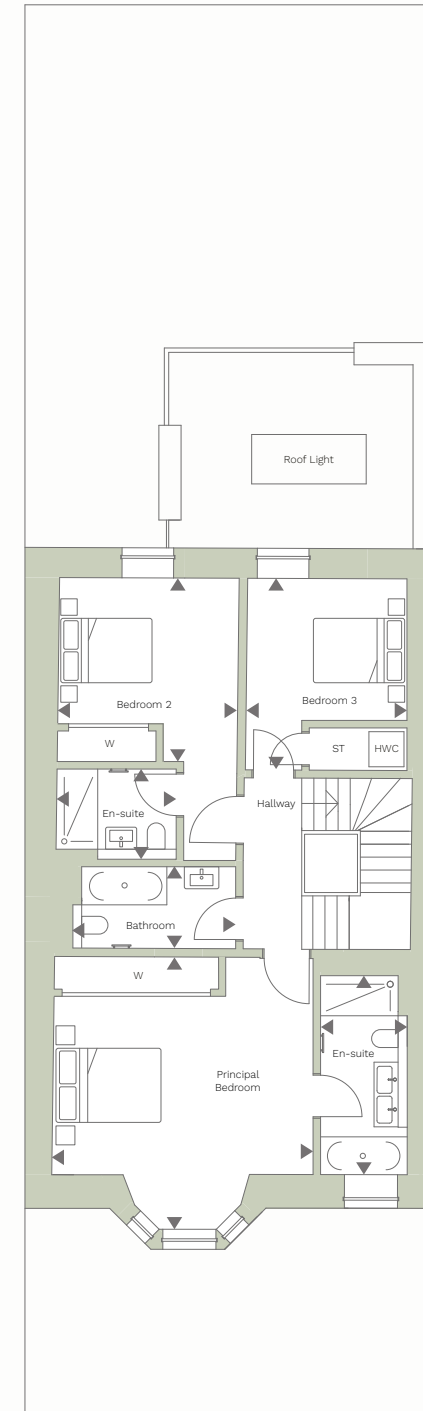 Roof Light
Bedroom 2
Bedroom 3
W
ST
HWC
Hallway
En-suite
Bathroom
W
En-suite
Principal
Bedroom